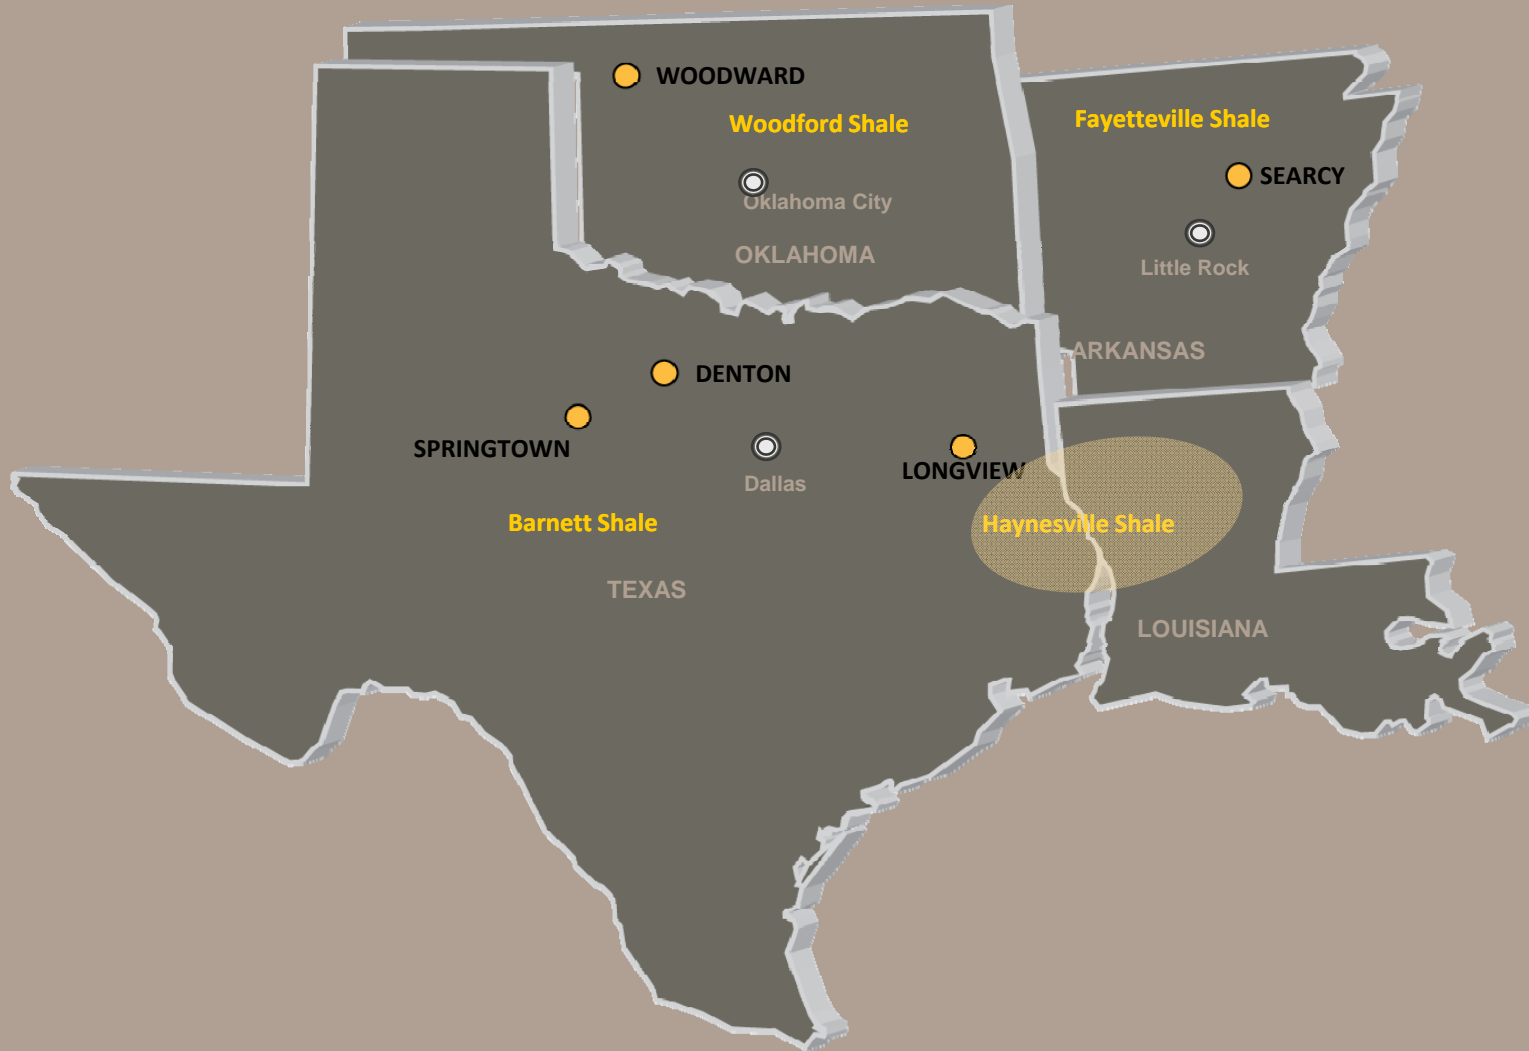 WOODWARD
Woodford Shale
Fayetteville Shale
SEARCY
Oklahoma City
OKLAHOMA
Little Rock
ARKANSAS
DENTON
SPRINGTOWN
LONGVIEW
Dallas
Barnett Shale
Haynesville Shale
TEXAS
LOUISIANA